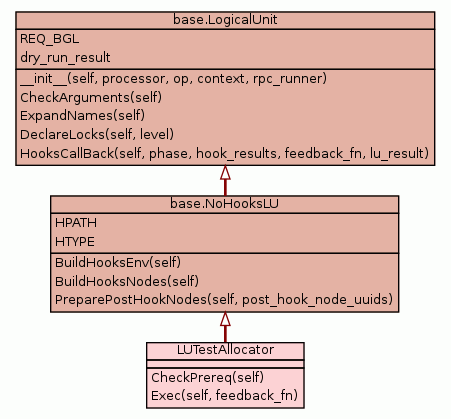 base.LogicalUnit
REQ_BGL
dry_run_result
__init__(self, processor, op, context, rpc_runner)
CheckArguments(self)
ExpandNames(self)
DeclareLocks(self, level)
HooksCallBack(self, phase, hook_results, feedback_fn, lu_result)
base.NoHooksLU
HPATH
HTYPE
BuildHooksEnv(self)
BuildHooksNodes(self)
PreparePostHookNodes(self, post_hook_node_uuids)
LUTestAllocator
CheckPrereq(self)
Exec(self, feedback_fn)